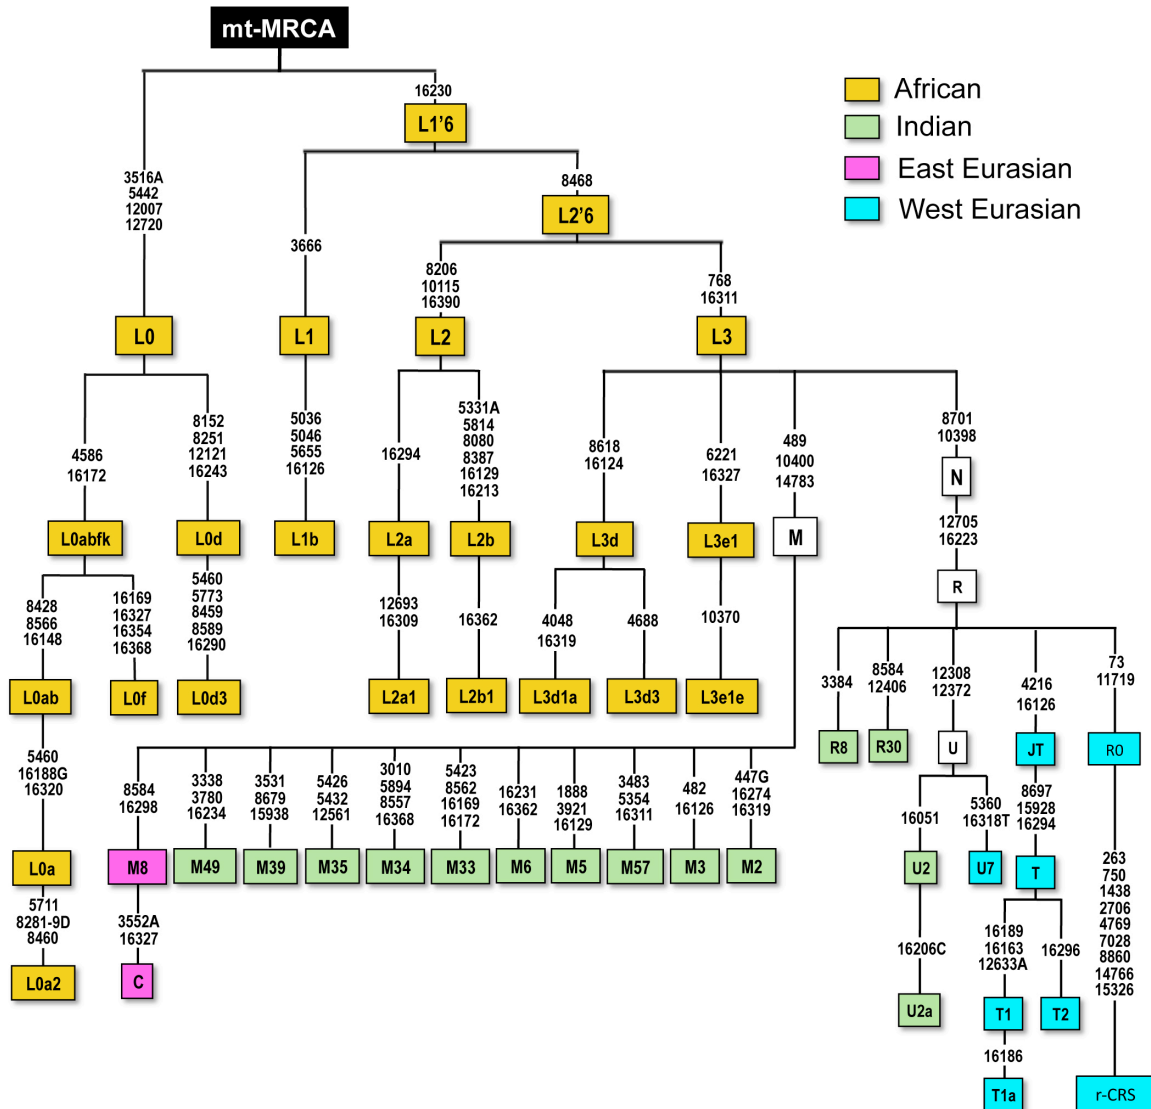 mt-MRCA
African
Indian
East Eurasian
West Eurasian
16230
L1'6
3516A
5442
12007
12720
8468
L2'6
3666
8206
10115
16390
768
16311
L0
L1
L2
L3
4586
16172
8152
8251
12121
16243
5036
5046
5655
16126
16294
5331A
5814
8080
8387
16129
16213
8618
16124
6221
16327
489
10400
14783
8701
10398
N
L0abfk
L0d
L1b
L2a
L2b
L3d
L3e1
M
12705
16223
R
8428
8566
16148
16169
16327
16354
16368
5460
5773
8459
8589
16290
12693
16309
16362
4048
16319
4688
10370
L0ab
L0f
L0d3
L2a1
L2b1
L3d1a
L3d3
L3e1e
3384
8584
12406
12308
12372
4216
16126
73
11719
R8
R30
U
JT
R0
5460
16188G
16320
8584
16298
3338
3780
16234
3531
8679
15938
5426
5432
12561
3010
5894
8557
16368
5423
8562
16169
16172
16231
16362
1888
3921
16129
3483
5354
16311
482
16126
447G
16274
16319
16051
5360
16318T
8697
15928
16294
L0a
M8
M49
M39
M35
M34
M33
M6
M5
M57
M3
M2
U2
U7
T
263
750
1438
2706
4769
7028
8860
14766
15326
5711
8281-9D
8460
3552A
16327
16206C
16189
16163
12633A
16296
L0a2
C
U2a
T1
T2
16186
T1a
r-CRS